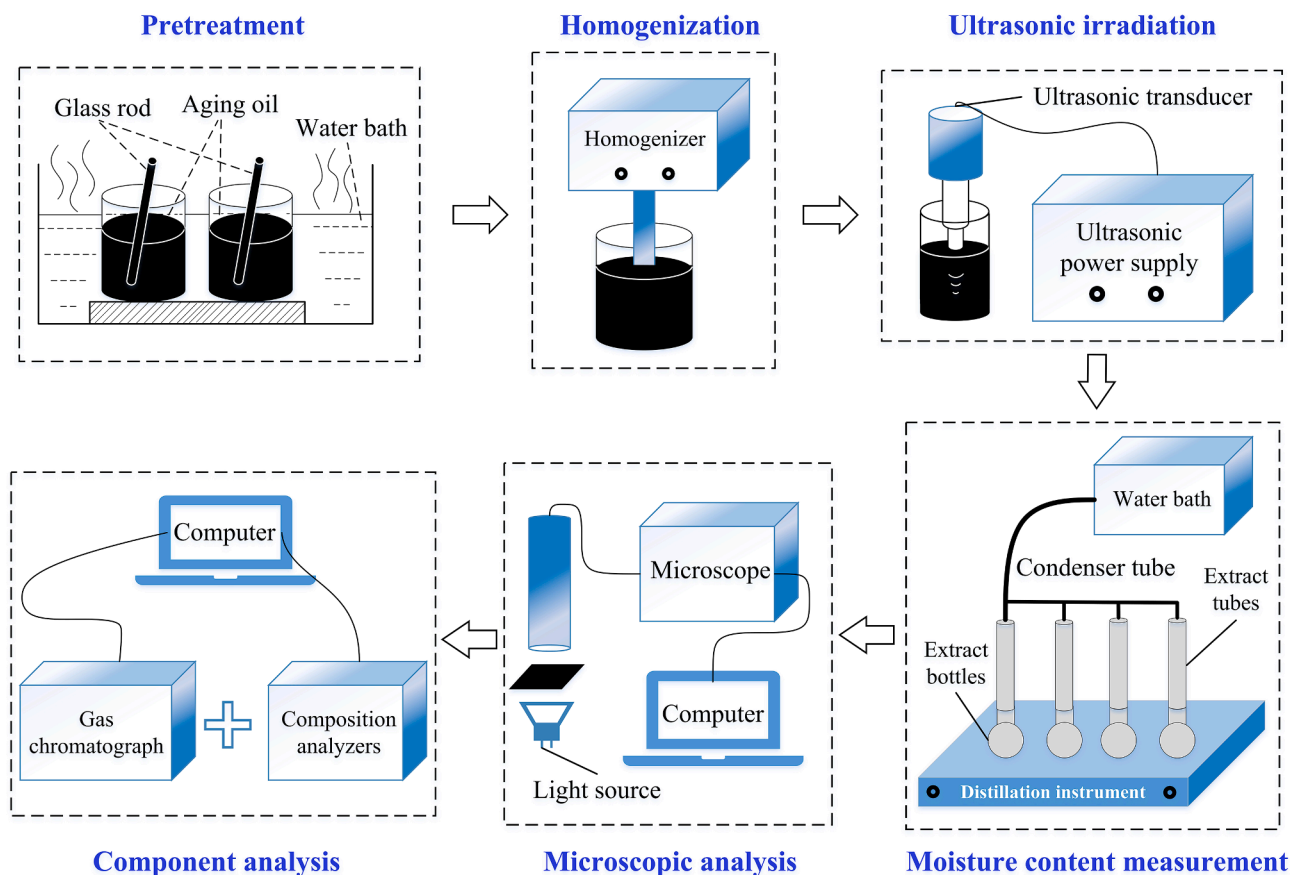 Pretreatment
Glass rod
Aging oil
Water bath
Homogenization
Homogenizer
Ultrasonic irradiation
Ultrasonic transducer
Ultrasonic
power supply
Water bath
Condenser tube
Extract
tubes
Extract
bottles
Distillation instrument
Moisture content measurement
Microscope
Computer
Light source
Microscopic analysis
Computer
Gas
chromatograph
Composition
analyzers
Component analysis